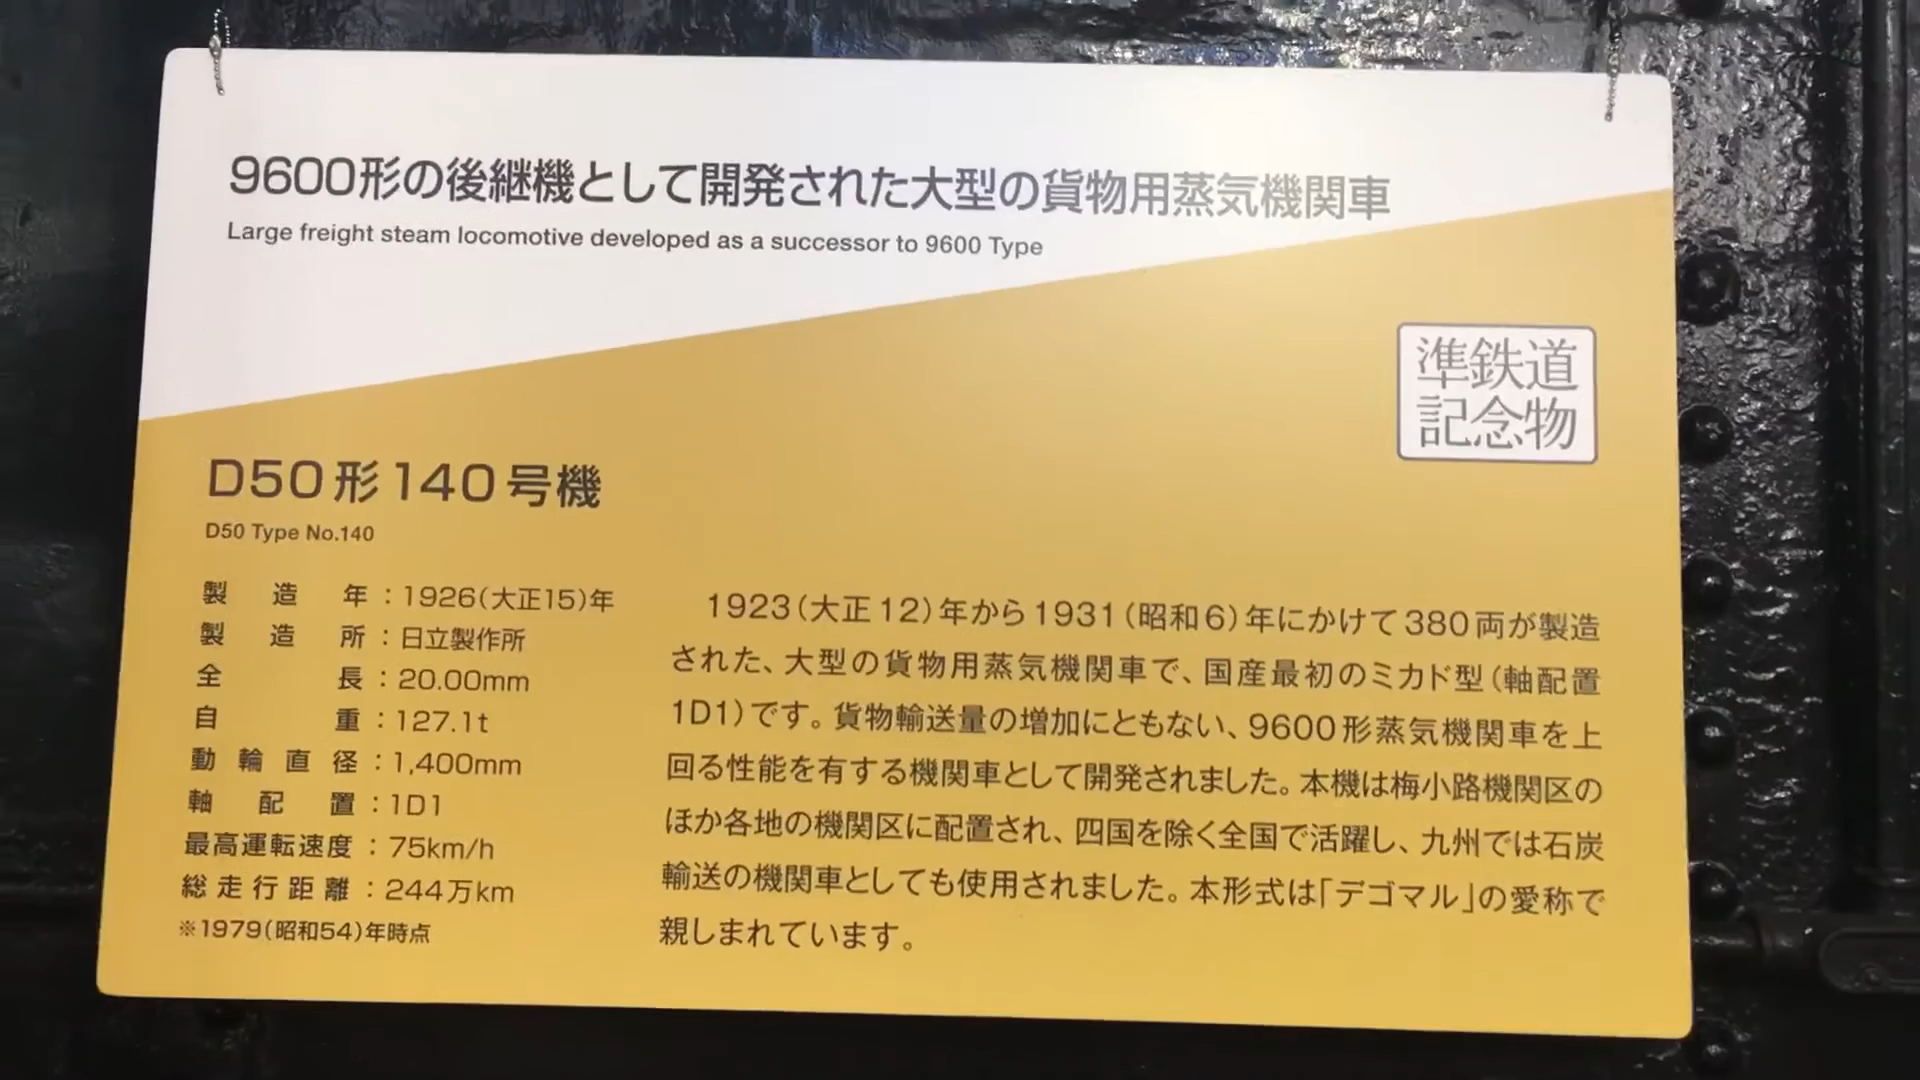 9600形の後継機として開発された大型の貨物用蒸気機関車
Large freight steam locomotive developed as a successor to 9600 Type
準鉄道
記念物
D50形140号機
D50 Type No.140
製造年：1926(大正15)年
製造所：日立製作所
全長：20.00mm
自重：127.1t
動輪直径：1,400mm
軸配置：1D1
最高運転速度：75km/h
総走行距離：244万km
※1979(昭和54)年時点
1923(大正12)年から1931(昭和6)年にかけて380両が製造
された、大型の貨物用蒸気機関車で、国産最初のミカド型(軸配置
1D1)です。貨物輸送量の増加にともない、9600形蒸気機関車を上
回る性能を有する機関車として開発されました。本機は梅小路機関区の
ほか各地の機関区に配置され、四国を除く全国で活躍し、九州では石炭
輸送の機関車としても使用されました。本形式は「デゴマル」の愛称で
親しまれています。